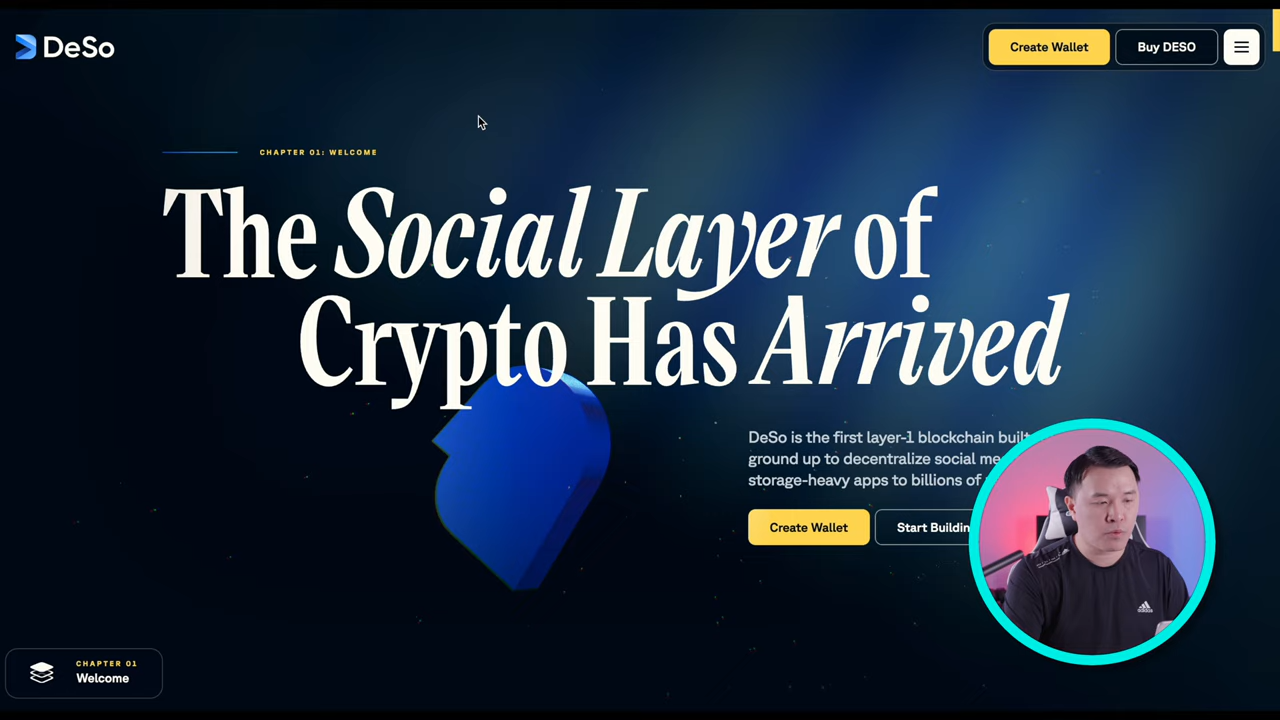 DeSo
Create Wallet
Buy DESO
CHAPTER 01: WELCOME
The Social Layer of
Crypto Has Arrived
DeSo is the first layer-1 blockchain built
ground up to decentralize social
storage-heavy apps to billions of
Create Wallet
Start
adidas
CHAPTER 01
Welcome